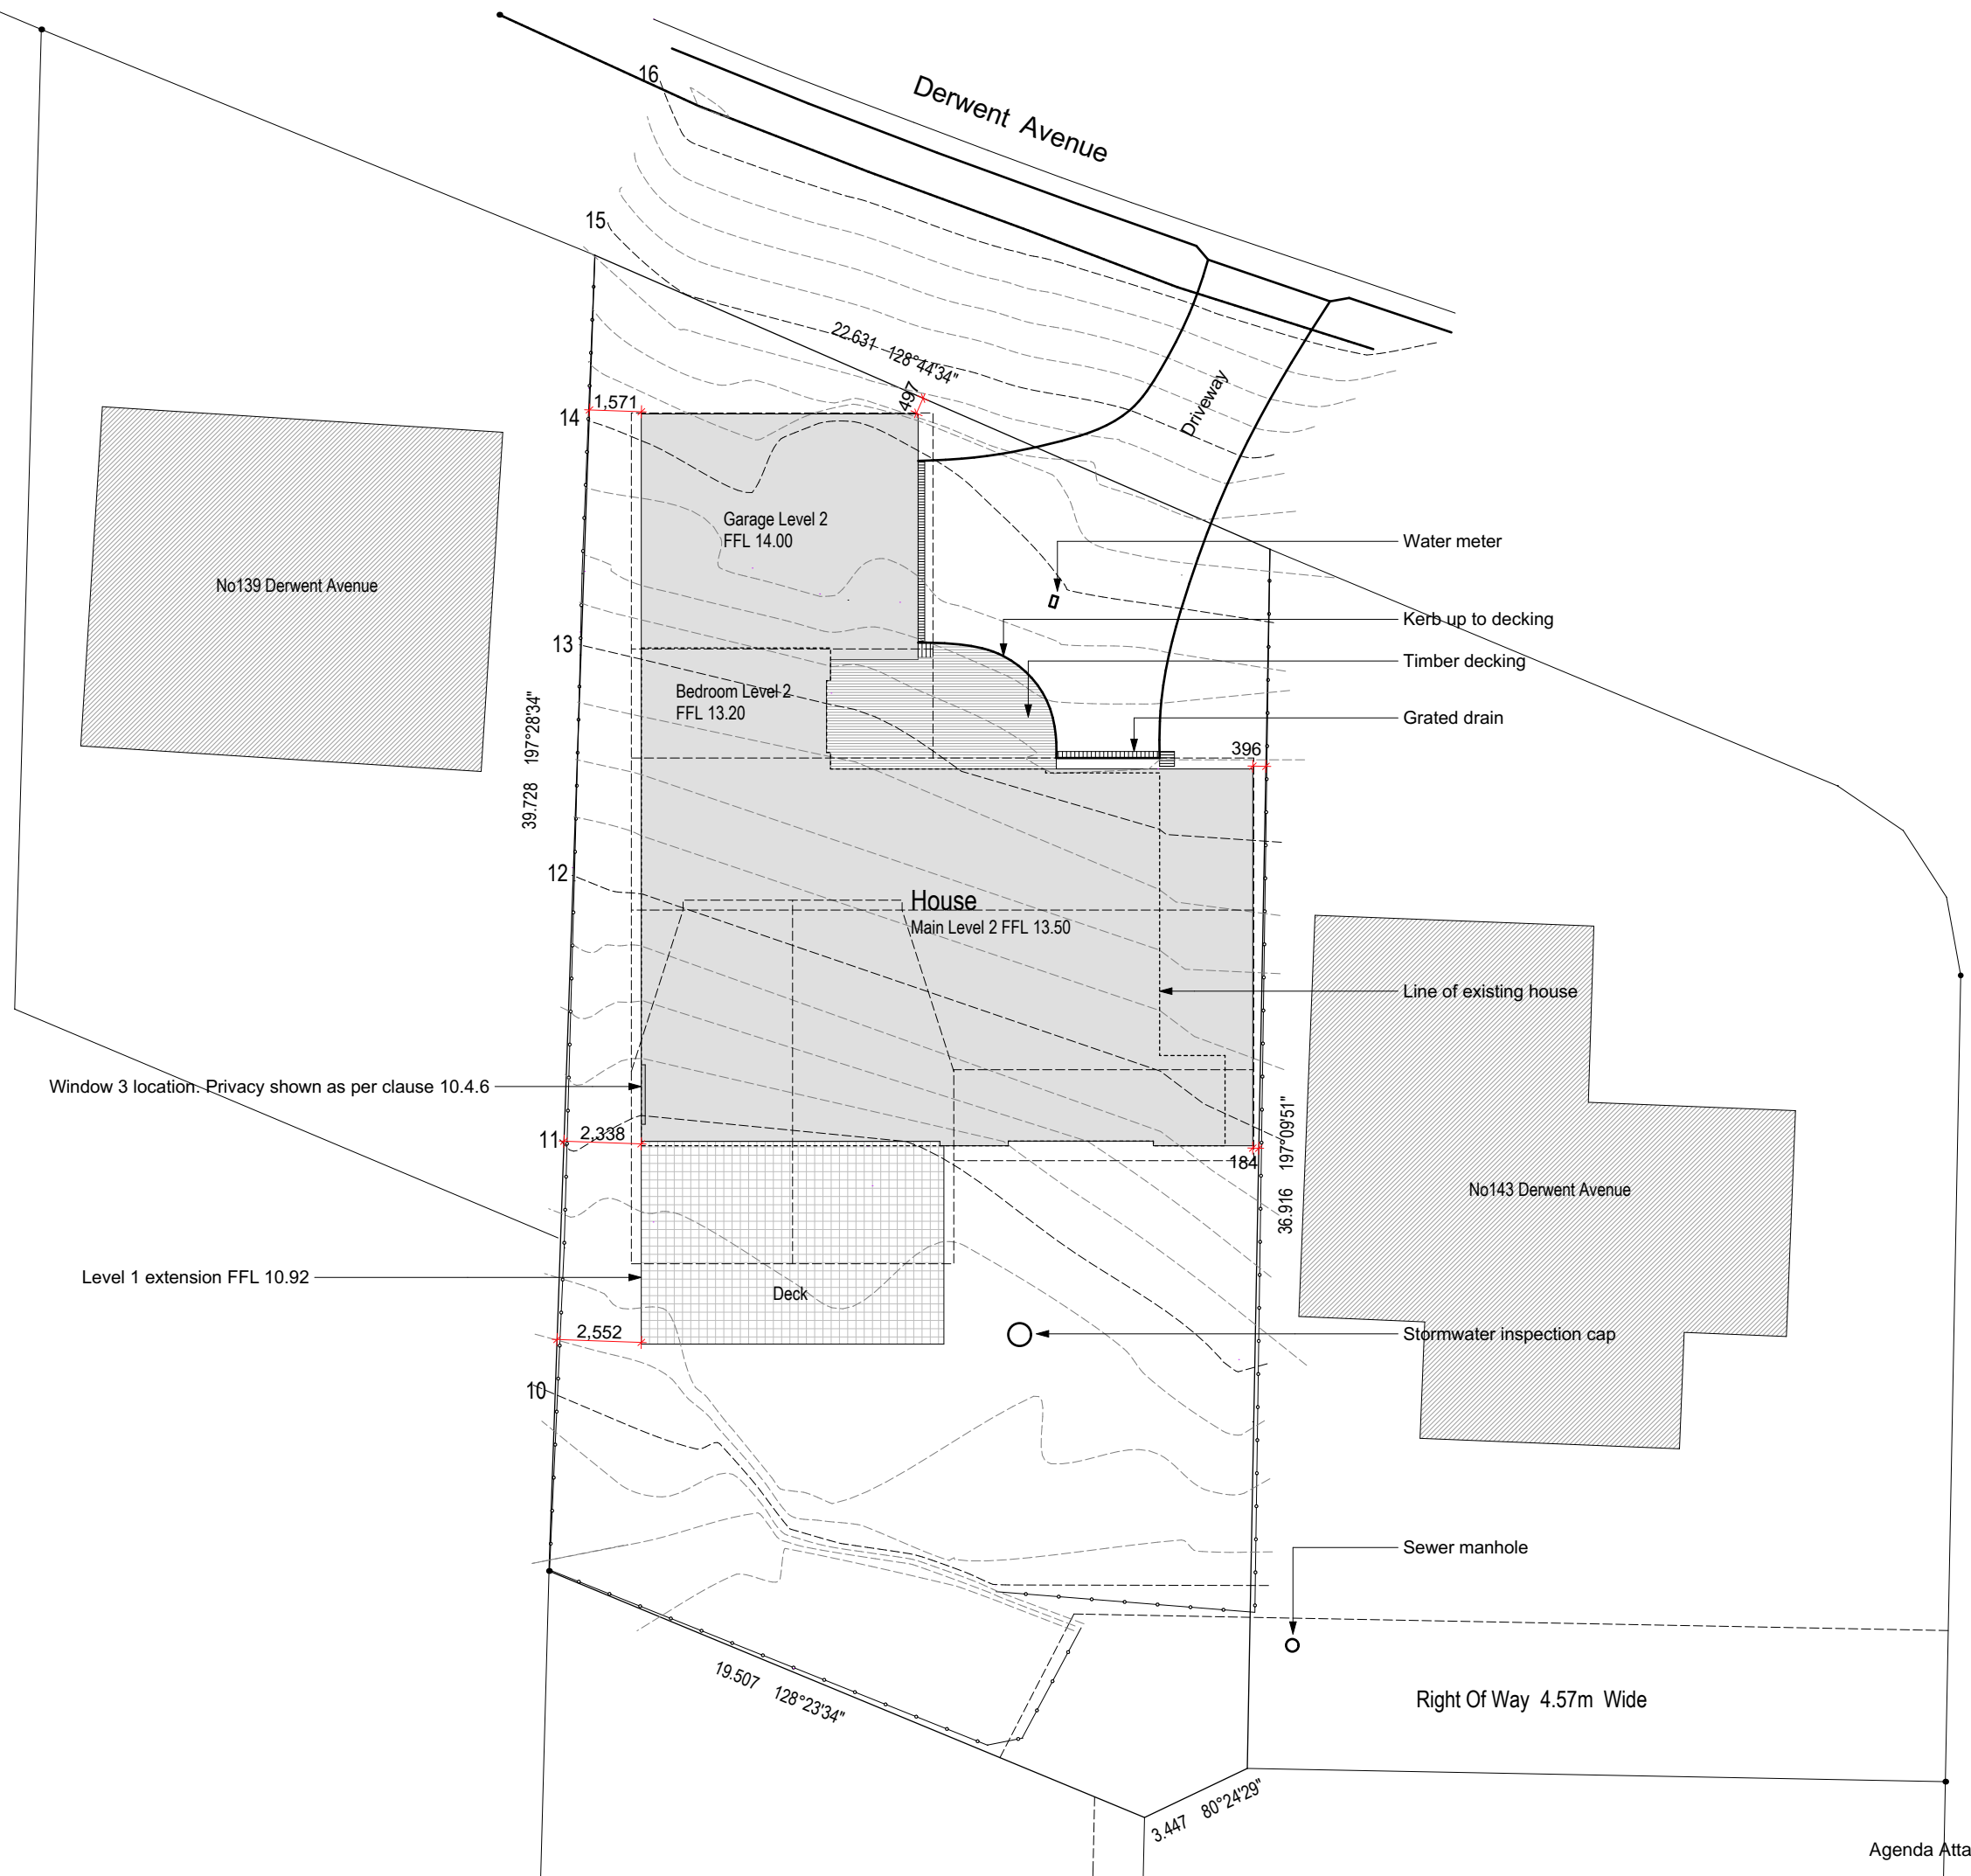 Derwent Avenue
16
15
22.631 128°44'34"
497
1,571
14
Driveway
Garage Level 2
FFL 14.00
Water meter
No139 Derwent Avenue
Kerb up to decking
13
Timber decking
Bedroom Level 2
FFL 13.20
Grated drain
396
39.728 197°28'34"
12
House
Main Level 2 FFL 13.50
Line of existing house
Window 3 location. Privacy shown as per clause 10.4.6
11
2,338
184
36.916 197°09'51"
No143 Derwent Avenue
Level 1 extension FFL 10.92
Deck
2,552
Stormwater inspection cap
10
Sewer manhole
19.507 128°23'34"
Right Of Way 4.57m Wide
3.447 80°24'29"
Agenda Atta